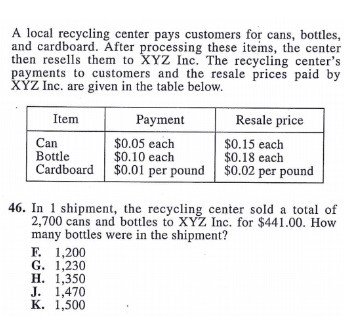 A local recycling center pays customers for cans, bottles,
and cardboard. After processing these items, the center
then resells them to XYZ Inc. The recycling center's
payments to customers and the resale prices paid by
XYZ Inc. are given in the table below.
Item Payment Resale price
Can $0.05 each $0.15 each
Bottle $0.10 each $0.18 each
Cardboard $0.01 per pound $0.02 per pound
46. In 1 shipment, the recycling center sold a total of
2,700 cans and bottles to XYZ Inc. for $441.00. How
many bottles were in the shipment?
F. 1,200
G. 1,230
H. 1,350
J. 1,470
K. 1,500